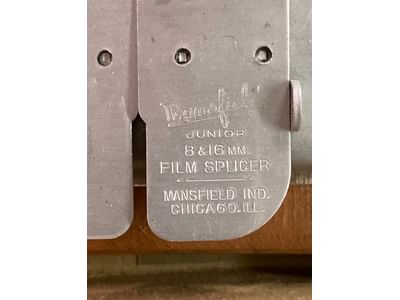 Mansfield
JUNIOR
8 & 16 MM.
FILM SPLICER
MANSFIELD IND.
CHICAGO. ILL.